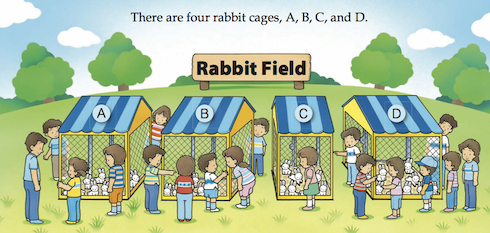 There are four rabbit cages, A, B, C, and D.
Rabbit Field
A
B
C
D